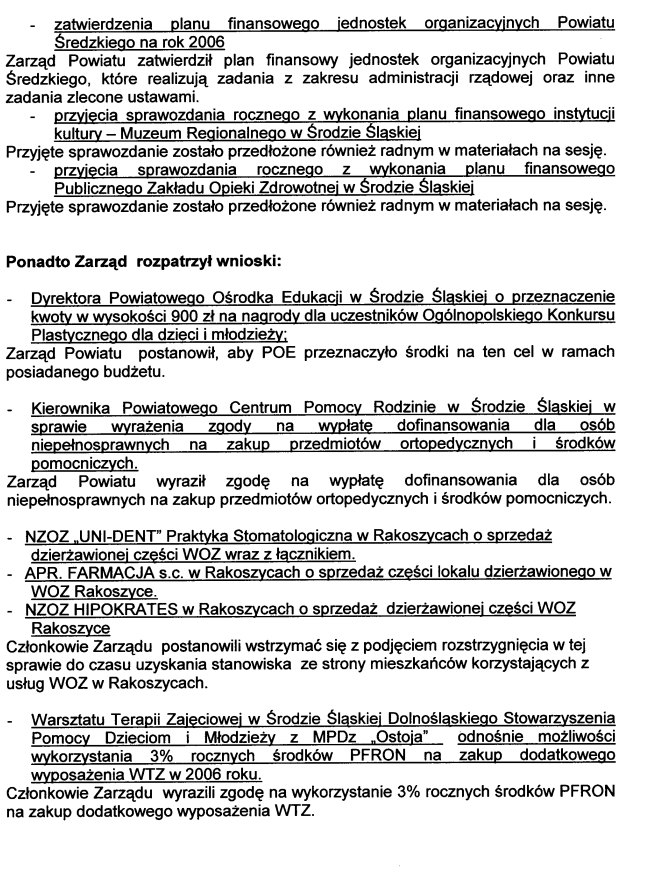 - zatwierdzenia planu finansowego jednostek organizacyjnych Powiatu
Średzkiego na rok 2006
Zarząd Powiatu zatwierdził plan finansowy jednostek organizacyjnych Powiatu
Średzkiego, które realizują zadania z zakresu administracji rządowej oraz inne
zadania zlecone ustawami.
- przyjęcia sprawozdania rocznego z wykonania planu finansowego instytucji
kultury – Muzeum Regionalnego w Środzie Śląskiej
Przyjęte sprawozdanie zostało przedłożone również radnym w materiałach na sesję.
- przyjęcia sprawozdania rocznego z wykonania planu finansowego
Publicznego Zakładu Opieki Zdrowotnej w Środzie Śląskiej
Przyjęte sprawozdanie zostało przedłożone również radnym w materiałach na sesję.
Ponadto Zarząd rozpatrzył wnioski:
- Dyrektora Powiatowego Ośrodka Edukacji w Środzie Śląskiej o przeznaczenie
kwoty w wysokości 900 zł na nagrody dla uczestników Ogólnopolskiego Konkursu
Plastycznego dla dzieci i młodzieży;
Zarząd Powiatu postanowił, aby POE przeznaczyło środki na ten cel w ramach
posiadanego budżetu.
- Kierownika Powiatowego Centrum Pomocy Rodzinie w Środzie Śląskiej w
sprawie wyrażenia zgody na wypłatę dofinansowania dla osób
niepełnosprawnych na zakup przedmiotów ortopedycznych i środków
pomocniczych.
Zarząd Powiatu wyraził zgodę na wypłatę dofinansowania dla osób
niepełnosprawnych na zakup przedmiotów ortopedycznych i środków pomocniczych.
- NZOZ „UNI-DENT” Praktyka Stomatologiczna w Rakoszycach o sprzedaż
dzierżawionej części WOZ wraz z łącznikiem.
- APR. FARMACJA s.c. w Rakoszycach o sprzedaż części lokalu dzierżawionego w
WOZ Rakoszyce.
- NZOZ HIPOKRATES w Rakoszycach o sprzedaż dzierżawionej części WOZ
Rakoszyce
Członkowie Zarządu postanowili wstrzymać się z podjęciem rozstrzygnięcia w tej
sprawie do czasu uzyskania stanowiska ze strony mieszkańców korzystających z
usług WOZ w Rakoszycach.
- Warsztatu Terapii Zajęciowej w Środzie Śląskiej Dolnośląskiego Stowarzyszenia
Pomocy Dzieciom i Młodzieży z MPDz „Ostoja” odnośnie możliwości
wykorzystania 3% rocznych środków PFRON na zakup dodatkowego
wyposażenia WTZ w 2006 roku.
Członkowie Zarządu wyrazili zgodę na wykorzystanie 3% rocznych środków PFRON
na zakup dodatkowego wyposażenia WTZ.